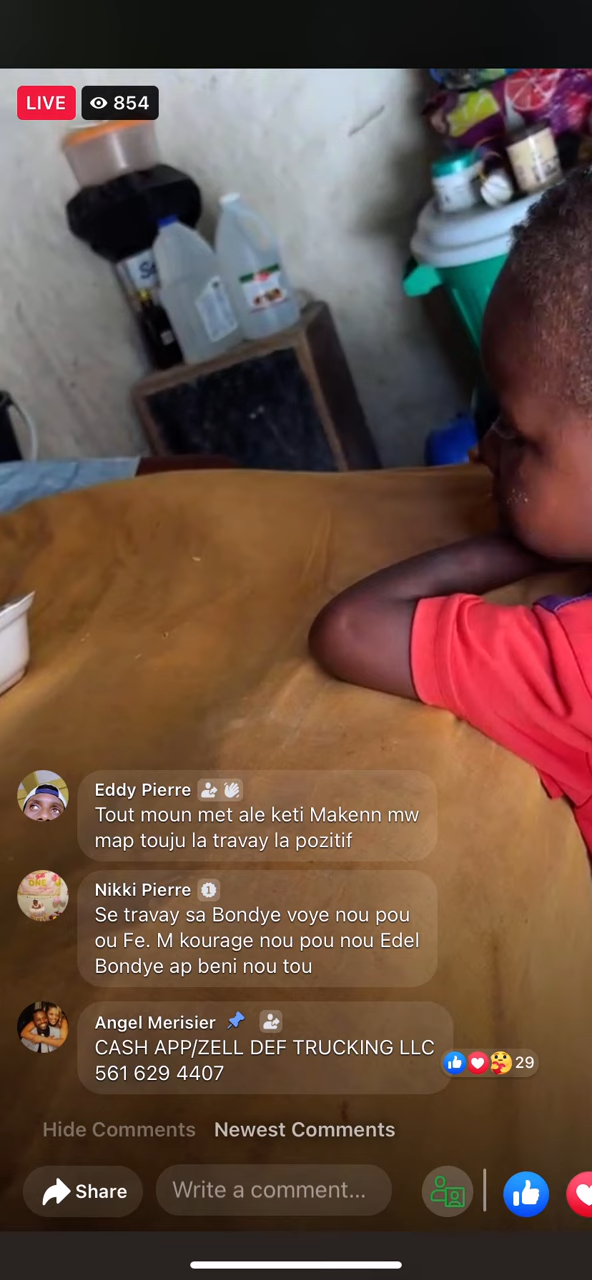 LIVE
854
Eddy Pierre
Tout moun met ale keti Makenn mw
map touju la travay la pozitif
Nikki Pierre
Se travay sa Bondye voye nou pou
ou Fe. M kourage nou pou nou Edel
Bondye ap beni nou tou
Angel Merisier
CASH APP/ZELL DEF TRUCKING LLC
561 629 4407
29
Hide Comments
Newest Comments
Share
Write a comment...